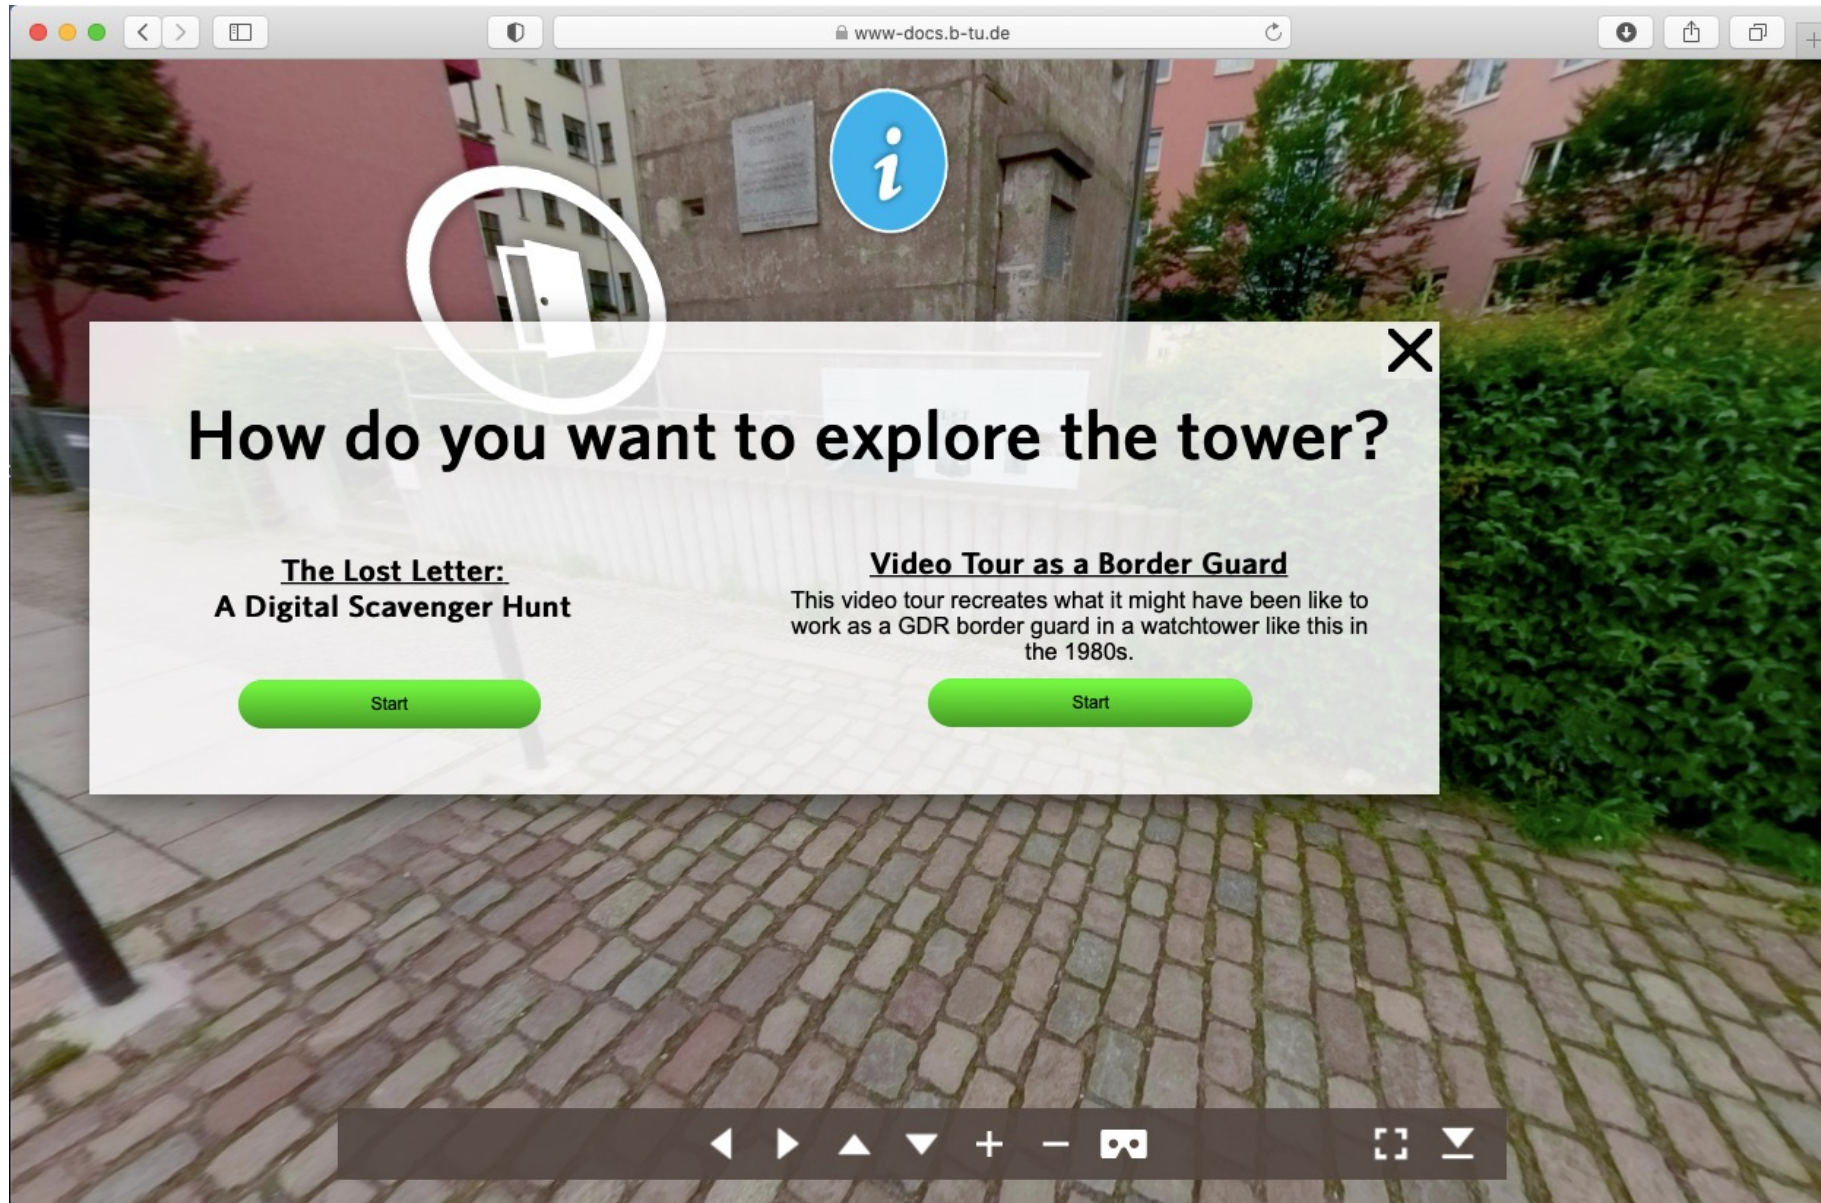 www-docs.b-tu.de
i
How do you want to explore the tower?
The Lost Letter:
A Digital Scavenger Hunt
Start
Video Tour as a Border Guard
This video tour recreates what it might have been like to
work as a GDR border guard in a watchtower like this in
the 1980s.
Start